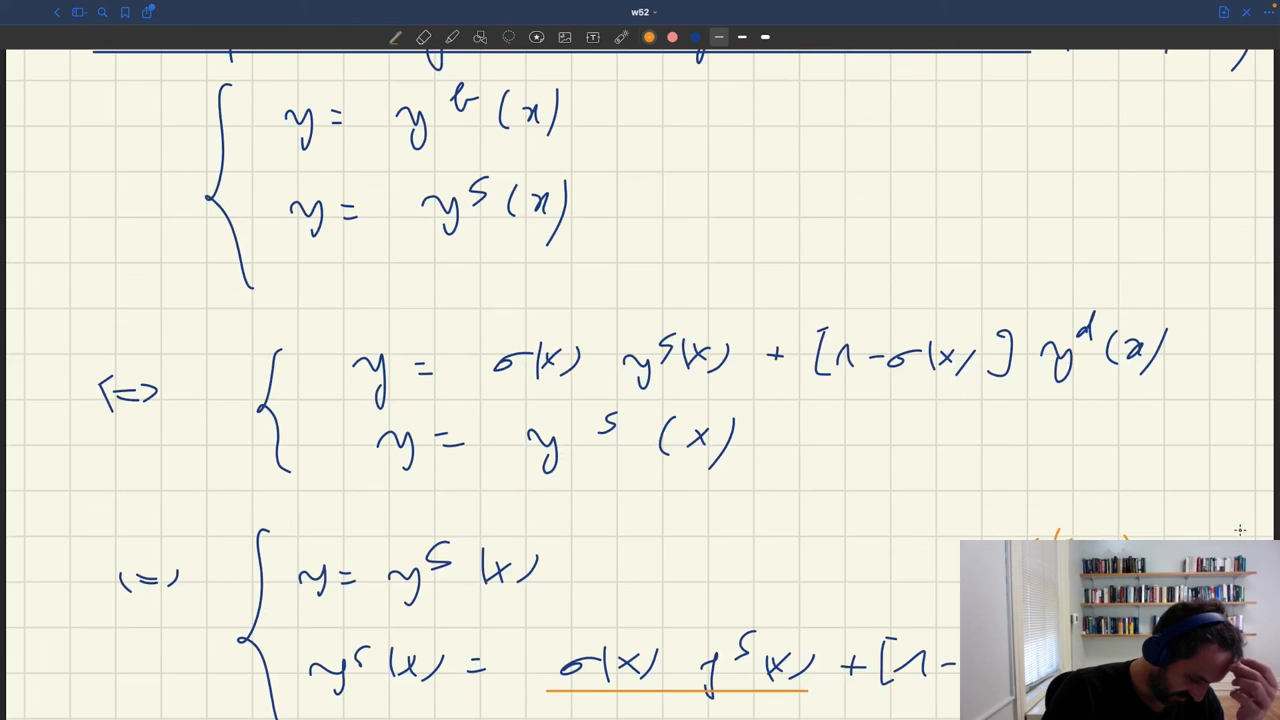 w52
y = y^b (x)
y = y^s (x)
<=> y = σ(x) y^s(x) + [1-σ(x)] y^d (x)
y = y^s (x)
<=> y = y^s (x)
y^s (x) = σ(x) y^s (x) + [1-